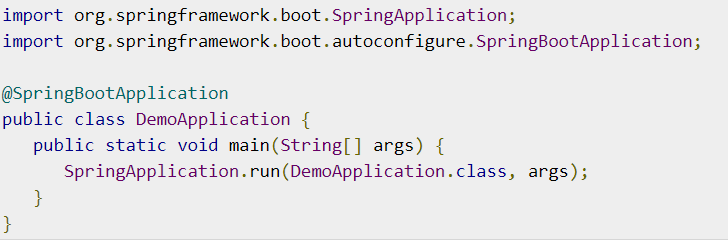 import org.springframework.boot.SpringApplication;
import org.springframework.boot.autoconfigure.SpringBootApplication;
@SpringBootApplication
public class DemoApplication {
public static void main(String[] args) {
SpringApplication.run(DemoApplication.class, args);
}
}